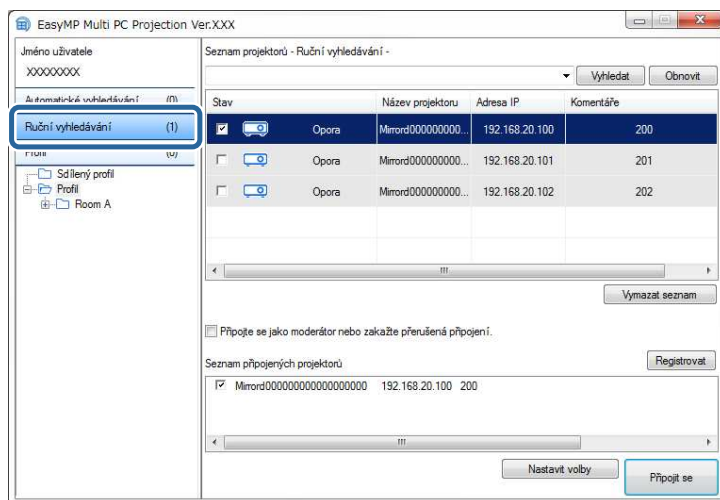 EasyMP Multi PC Projection Ver.X.XX
Jméno uživatele
XXXXXXXX
Automatické vyhledávání (0)
Ruční vyhledávání (1)
Profil (0)
Sdílený profil
Profil
Room A
Seznam projektorů - Ruční vyhledávání -
Vyhledat Obnovit
Stav Název projektoru Adresa IP Komentáře
Opora Mirrord000000000... 192.168.20.100 200
Opora Mirrord000000000... 192.168.20.101 201
Opora Mirrord000000000... 192.168.20.102 202
Vymazat seznam
Připojte se jako moderátor nebo zakažte přerušená připojení.
Seznam připojených projektorů
Registrovat
Mirrord000000000000000000 192.168.20.100 200
Nastavit volby
Připojit se